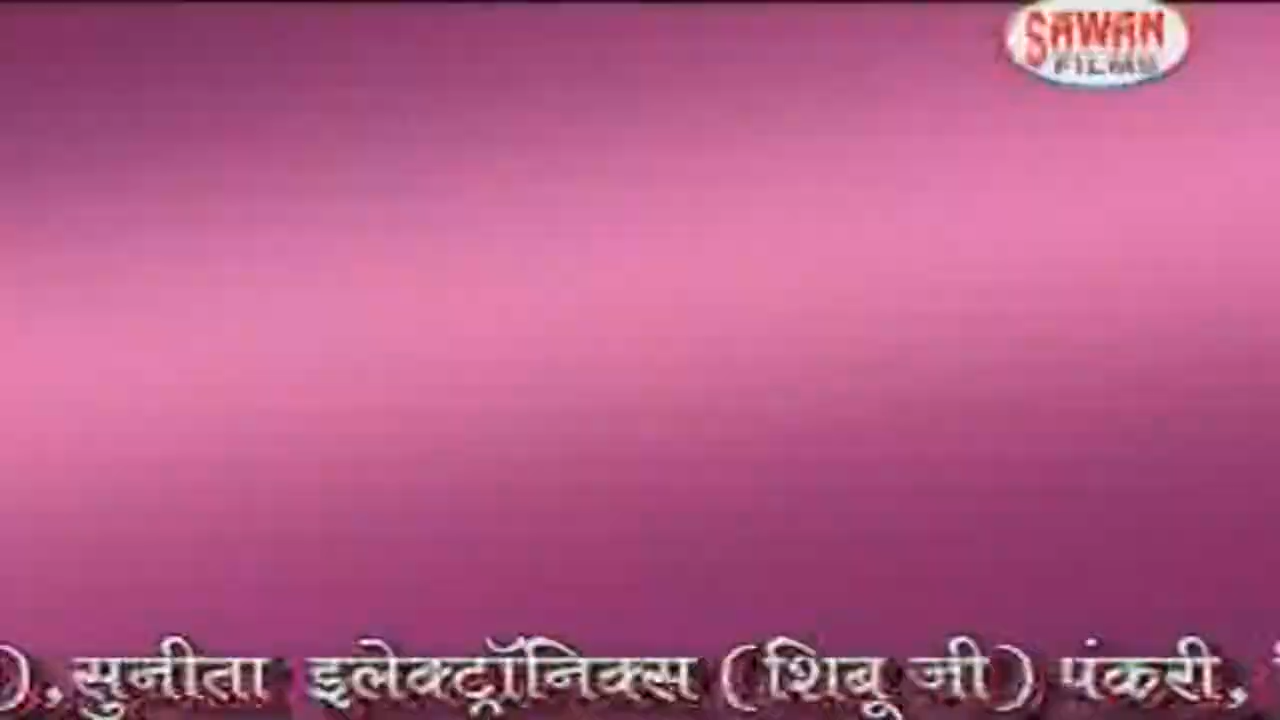 SAWAN
FILMS
), सुनीता इलेक्ट्रॉनिक्स (शिबू जी) पंकरी,